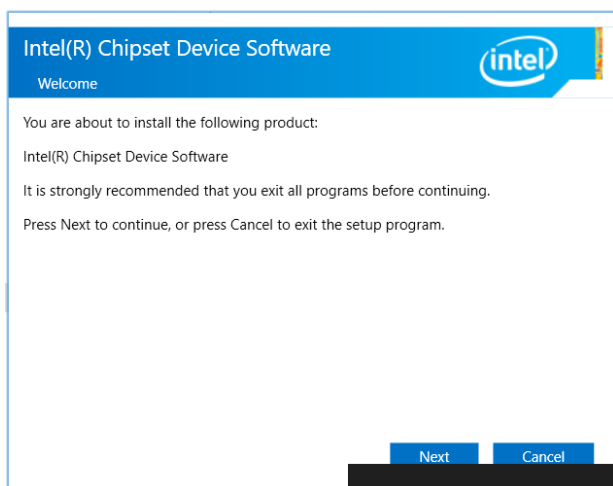 Intel(R) Chipset Device Software
intel
Welcome
You are about to install the following product:
Intel(R) Chipset Device Software
It is strongly recommended that you exit all programs before continuing.
Press Next to continue, or press Cancel to exit the setup program.
Next
Cancel